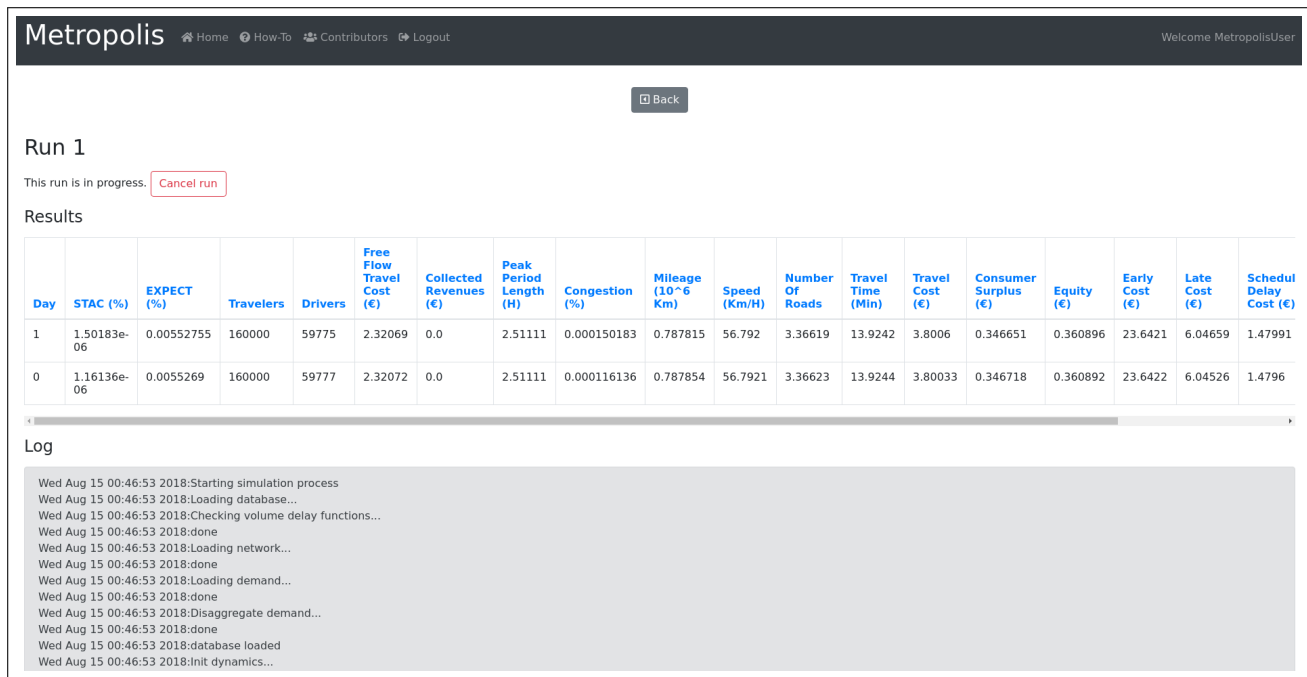 Metropolis Home How-To Contributors Logout Welcome MetropolisUser
Back
Run 1
This run is in progress. Cancel run
Results
Day STAC (%) EXPECT (%) Travelers Drivers Free Flow Travel Cost (€) Collected Revenues (€) Peak Period Length (H) Congestion (%) Mileage (10^6 Km) Speed (Km/H) Number Of Roads Travel Time (Min) Travel Cost (€) Consumer Surplus (€) Equity (€) Early Cost (€) Late Cost (€) Schedul Delay Cost (€)
1 1.50183e-06 0.00552755 160000 59775 2.32069 0.0 2.51111 0.000150183 0.787815 56.792 3.36619 13.9242 3.8006 0.346651 0.360896 23.6421 6.04659 1.47991
0 1.16136e-06 0.0055269 160000 59777 2.32072 0.0 2.51111 0.000116136 0.787854 56.7921 3.36623 13.9244 3.80033 0.346718 0.360892 23.6422 6.04526 1.4796
Log
Wed Aug 15 00:46:53 2018:Starting simulation process
Wed Aug 15 00:46:53 2018:Loading database...
Wed Aug 15 00:46:53 2018:Checking volume delay functions...
Wed Aug 15 00:46:53 2018:done
Wed Aug 15 00:46:53 2018:Loading network...
Wed Aug 15 00:46:53 2018:done
Wed Aug 15 00:46:53 2018:Loading demand...
Wed Aug 15 00:46:53 2018:done
Wed Aug 15 00:46:53 2018:Disaggregate demand...
Wed Aug 15 00:46:53 2018:done
Wed Aug 15 00:46:53 2018:database loaded
Wed Aug 15 00:46:53 2018:Init dynamics...